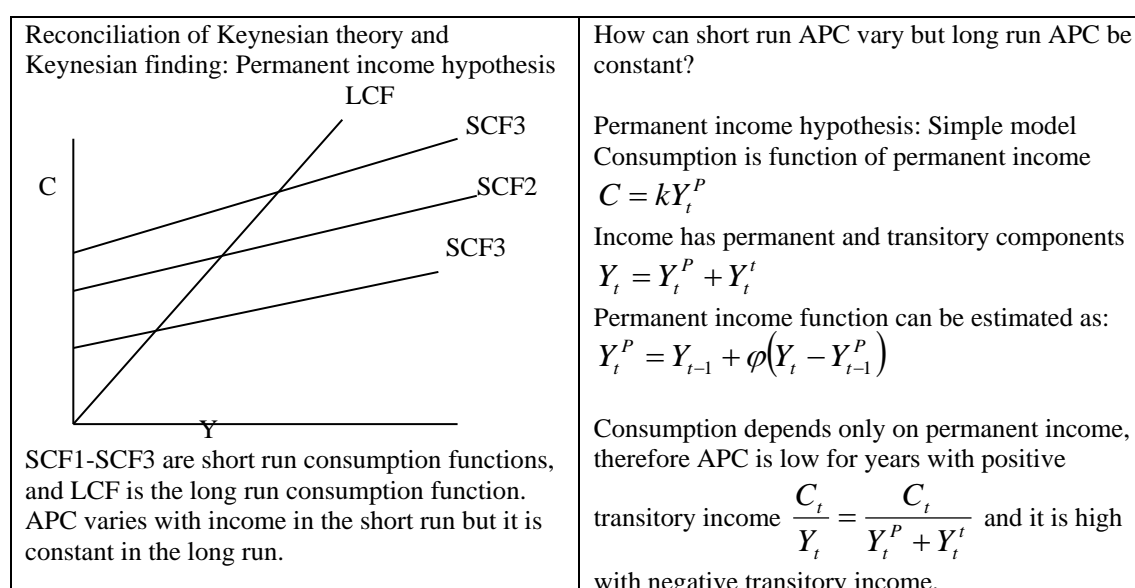 Reconciliation of Keynesian theory and
Keynesian finding: Permanent income hypothesis
LCF
SCF3
C
SCF2
SCF3
Y
SCF1-SCF3 are short run consumption functions,
and LCF is the long run consumption function.
APC varies with income in the short run but it is
constant in the long run.
How can short run APC vary but long run APC be
constant?
Permanent income hypothesis: Simple model
Consumption is function of permanent income
C = kY_t^P
Income has permanent and transitory components
Y_t = Y_t^P + Y_t^t
Permanent income function can be estimated as:
Y_t^P = Y_{t-1} + φ(Y_t − Y_{t-1}^P)
Consumption depends only on permanent income,
therefore APC is low for years with positive
transitory income C_t/Y_t = C_t/(Y_t^P + Y_t^t) and it is high
with negative transitory income.